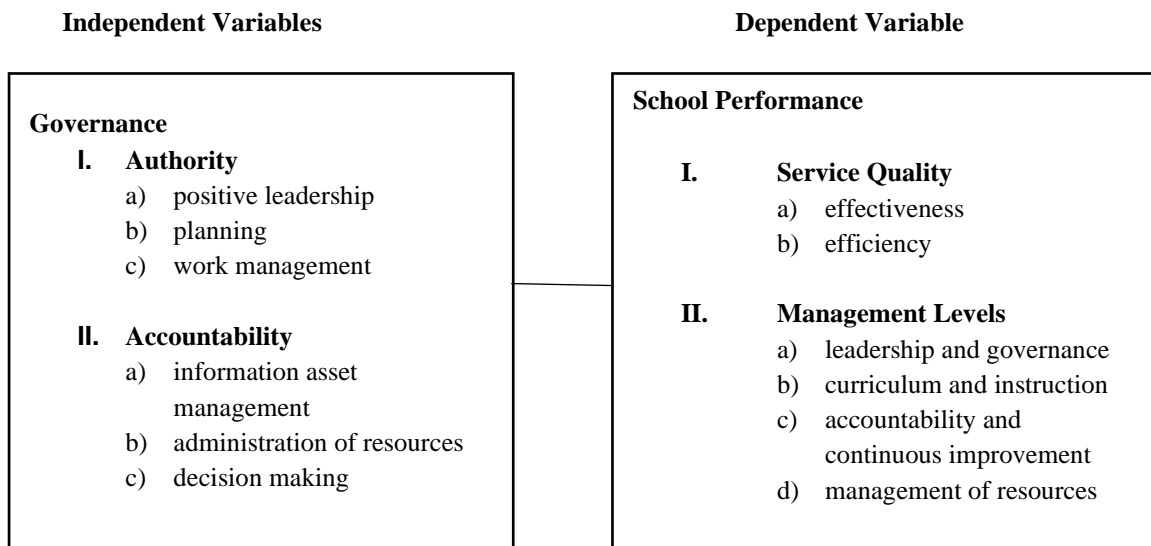 Independent Variables
Dependent Variable
Governance
I. Authority
a) positive leadership
b) planning
c) work management
II. Accountability
a) information asset
management
b) administration of resources
c) decision making
School Performance
I. Service Quality
a) effectiveness
b) efficiency
II. Management Levels
a) leadership and governance
b) curriculum and instruction
c) accountability and
continuous improvement
d) management of resources